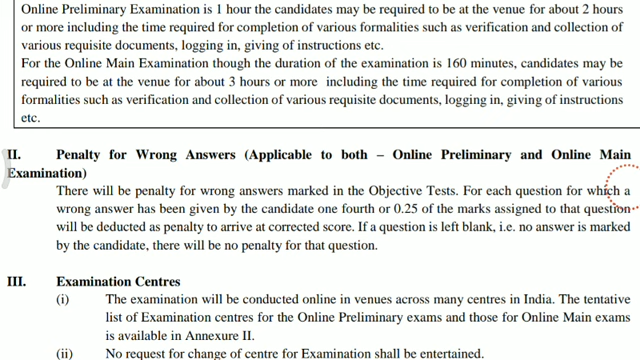 Online Preliminary Examination is 1 hour the candidates may be required to be at the venue for about 2 hours
or more including the time required for completion of various formalities such as verification and collection of
various requisite documents, logging in, giving of instructions etc.
For the Online Main Examination though the duration of the examination is 160 minutes, candidates may be
required to be at the venue for about 3 hours or more including the time required for completion of various
formalities such as verification and collection of various requisite documents, logging in, giving of instructions
etc.
II. Penalty for Wrong Answers (Applicable to both – Online Preliminary and Online Main
Examination)
There will be penalty for wrong answers marked in the Objective Tests. For each question for which a
wrong answer has been given by the candidate one fourth or 0.25 of the marks assigned to that question
will be deducted as penalty to arrive at corrected score. If a question is left blank, i.e. no answer is marked
by the candidate, there will be no penalty for that question.
III. Examination Centres
(i) The examination will be conducted online in venues across many centres in India. The tentative
list of Examination centres for the Online Preliminary exams and those for Online Main exams
is available in Annexure II.
(ii) No request for change of centre for Examination shall be entertained.